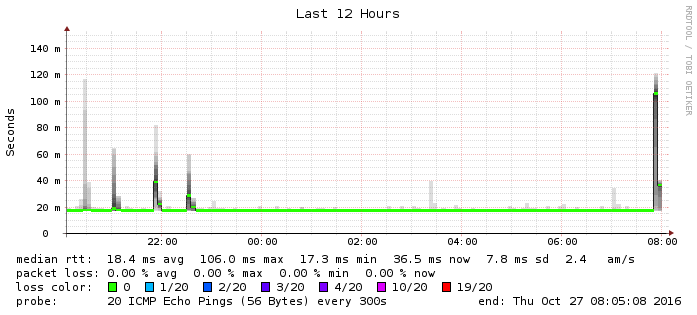 Last 12 Hours
RRDTOOL / TOBI OETIKER
Seconds
140 m
120 m
100 m
80 m
60 m
40 m
20 m
0
22:00 00:00 02:00 04:00 06:00 08:00
median rtt: 18.4 ms avg 106.0 ms max 17.3 ms min 36.5 ms now 7.8 ms sd 2.4 am/s
packet loss: 0.00 % avg 0.00 % max 0.00 % min 0.00 % now
loss color: 0 1/20 2/20 3/20 4/20 10/20 19/20
probe: 20 ICMP Echo Pings (56 Bytes) every 300s end: Thu Oct 27 08:05:08 2016